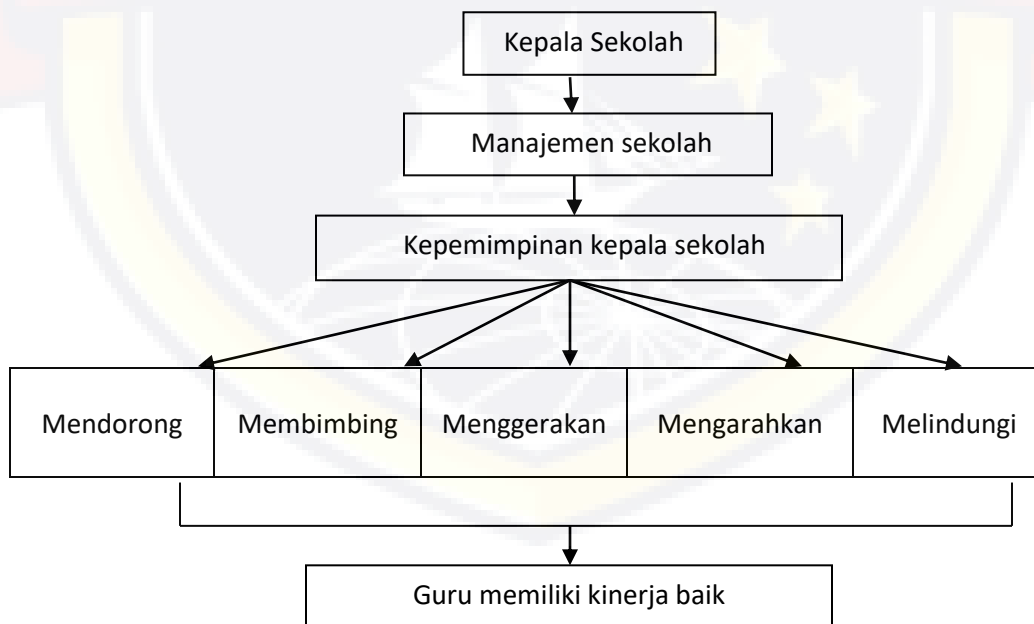 Kepala Sekolah
Manajemen sekolah
Kepemimpinan kepala sekolah
Mendorong Membimbing Menggerakan Mengarahkan Melindungi
Guru memiliki kinerja baik